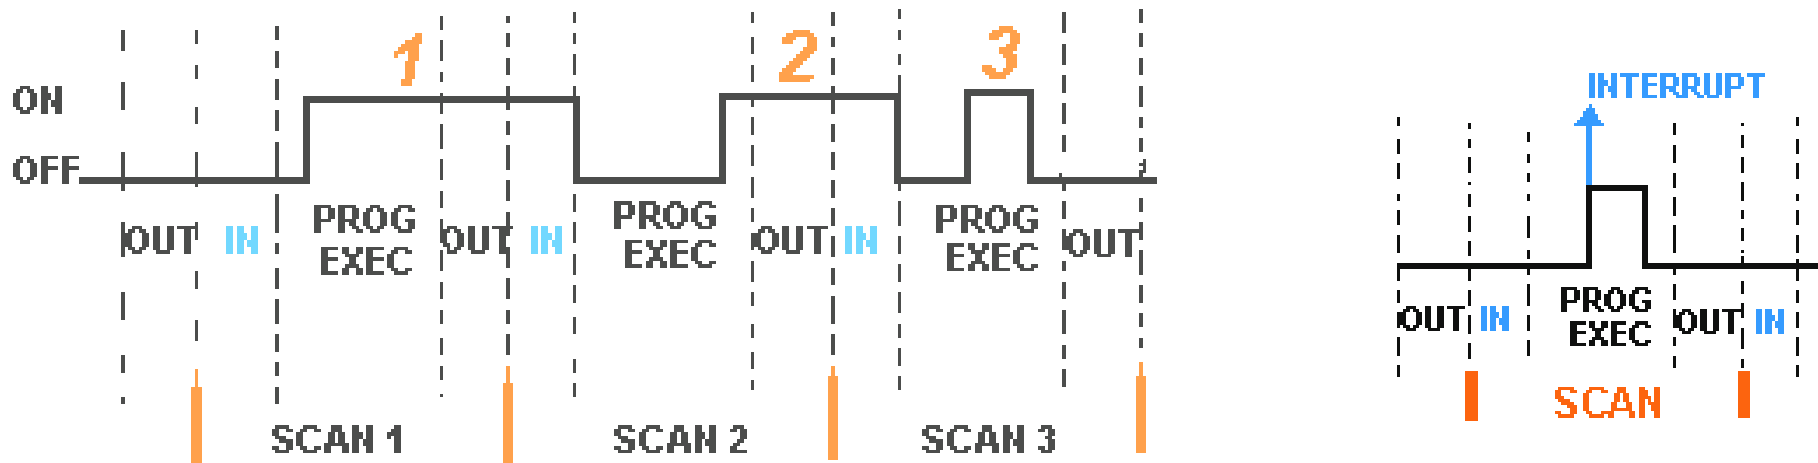 1 2 3
ON
OFF
OUT IN PROG EXEC OUT IN PROG EXEC OUT IN PROG EXEC OUT
SCAN 1 SCAN 2 SCAN 3
INTERRUPT
OUT IN PROG EXEC OUT IN
SCAN